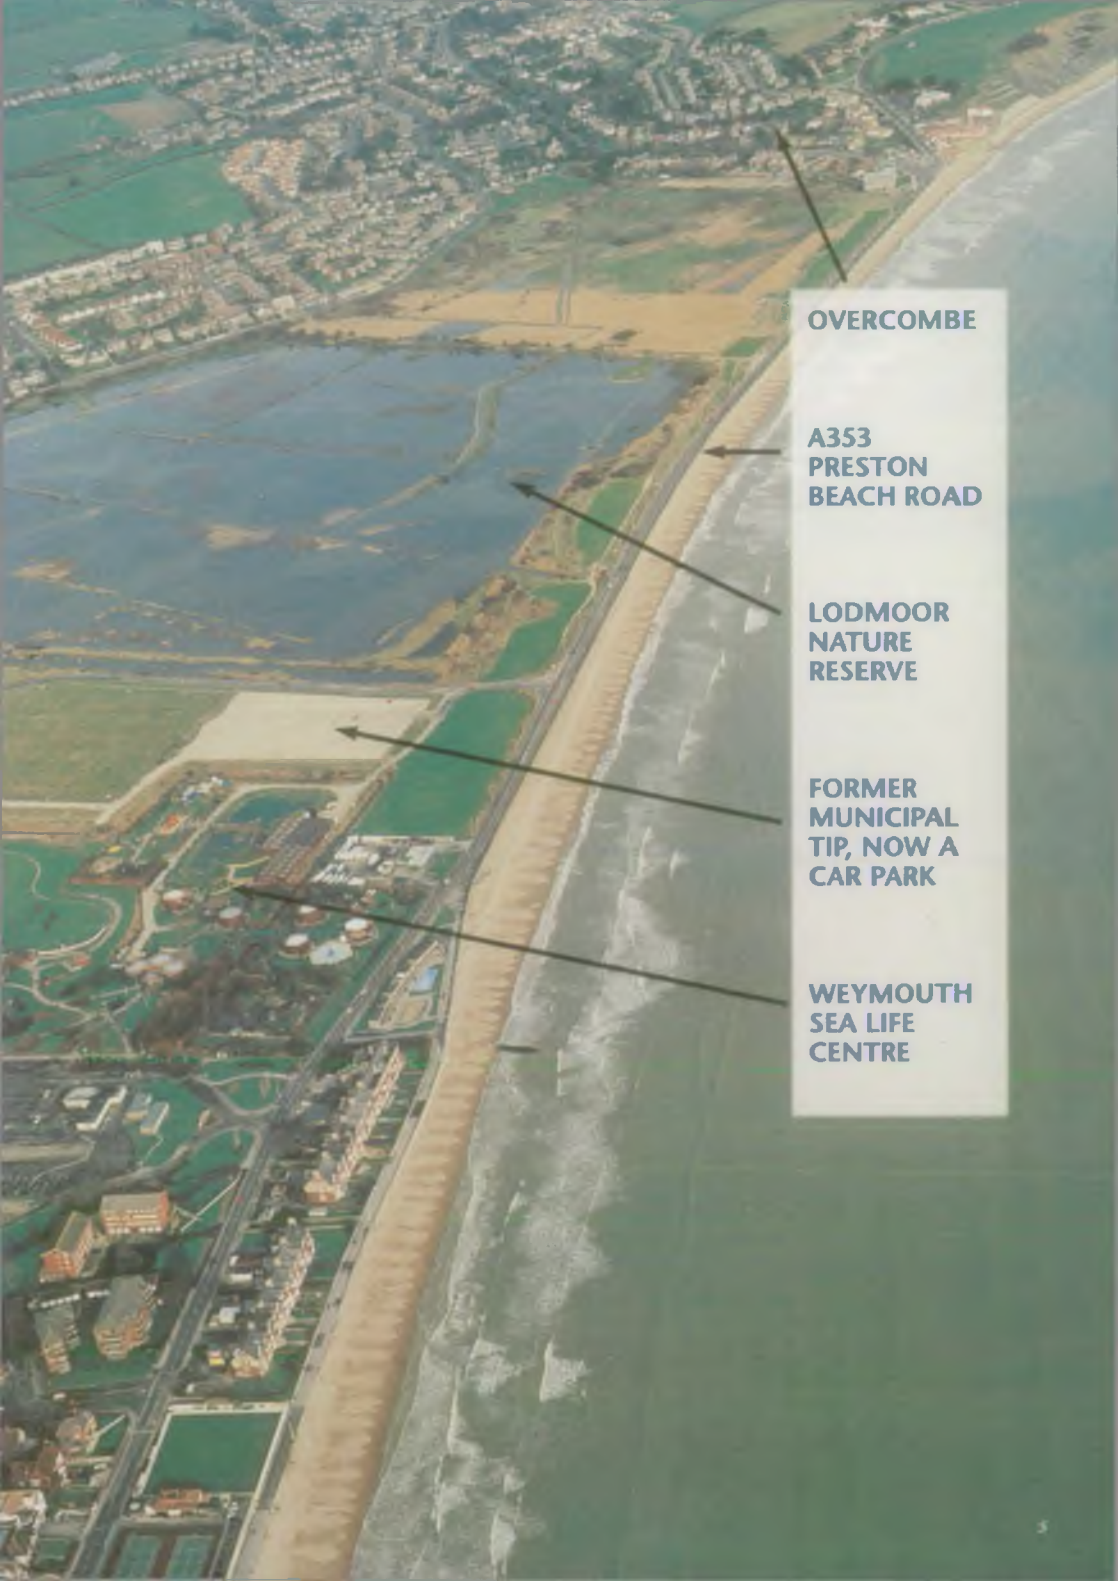 OVERCOMBE
A353
PRESTON
BEACH ROAD
LODMOOR
NATURE
RESERVE
FORMER
MUNICIPAL
TIP, NOW A
CAR PARK
WEYMOUTH
SEA LIFE
CENTRE
5